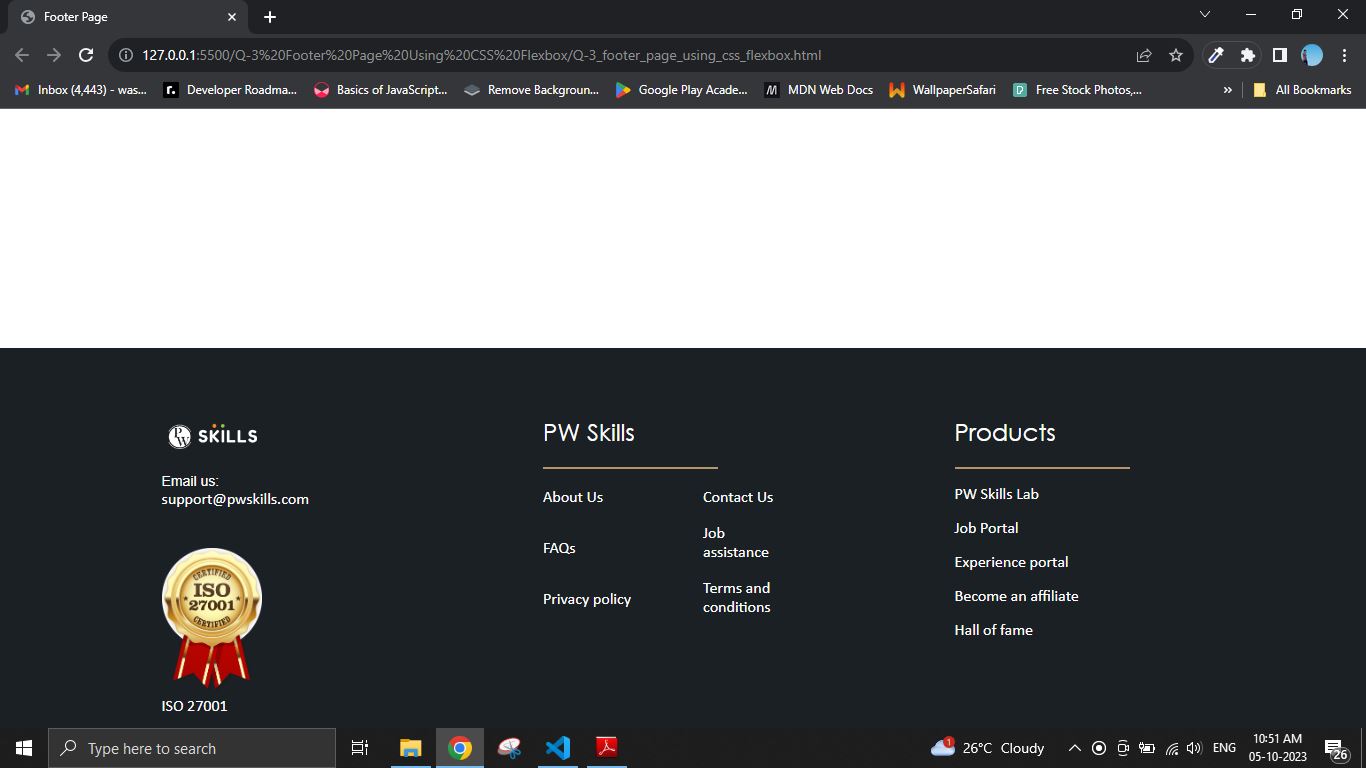 Footer Page
127.0.0.1:5500/Q-3%20Footer%20Page%20Using%20CSS%20Flexbox/Q-3_footer_page_using_css_flexbox.html
Inbox (4,443) - was...
Developer Roadma...
Basics of JavaScript...
Remove Backgroun...
Google Play Acade...
MDN Web Docs
WallpaperSafari
Free Stock Photos,...
»
All Bookmarks
PW SKILLS
Email us:
support@pwskills.com
CERTIFIED
ISO
27001
CERTIFIED
ISO 27001
PW Skills
About Us
Contact Us
FAQs
Job
assistance
Privacy policy
Terms and
conditions
Products
PW Skills Lab
Job Portal
Experience portal
Become an affiliate
Hall of fame
Type here to search
1
26°C Cloudy
ENG
10:51 AM
05-10-2023
26